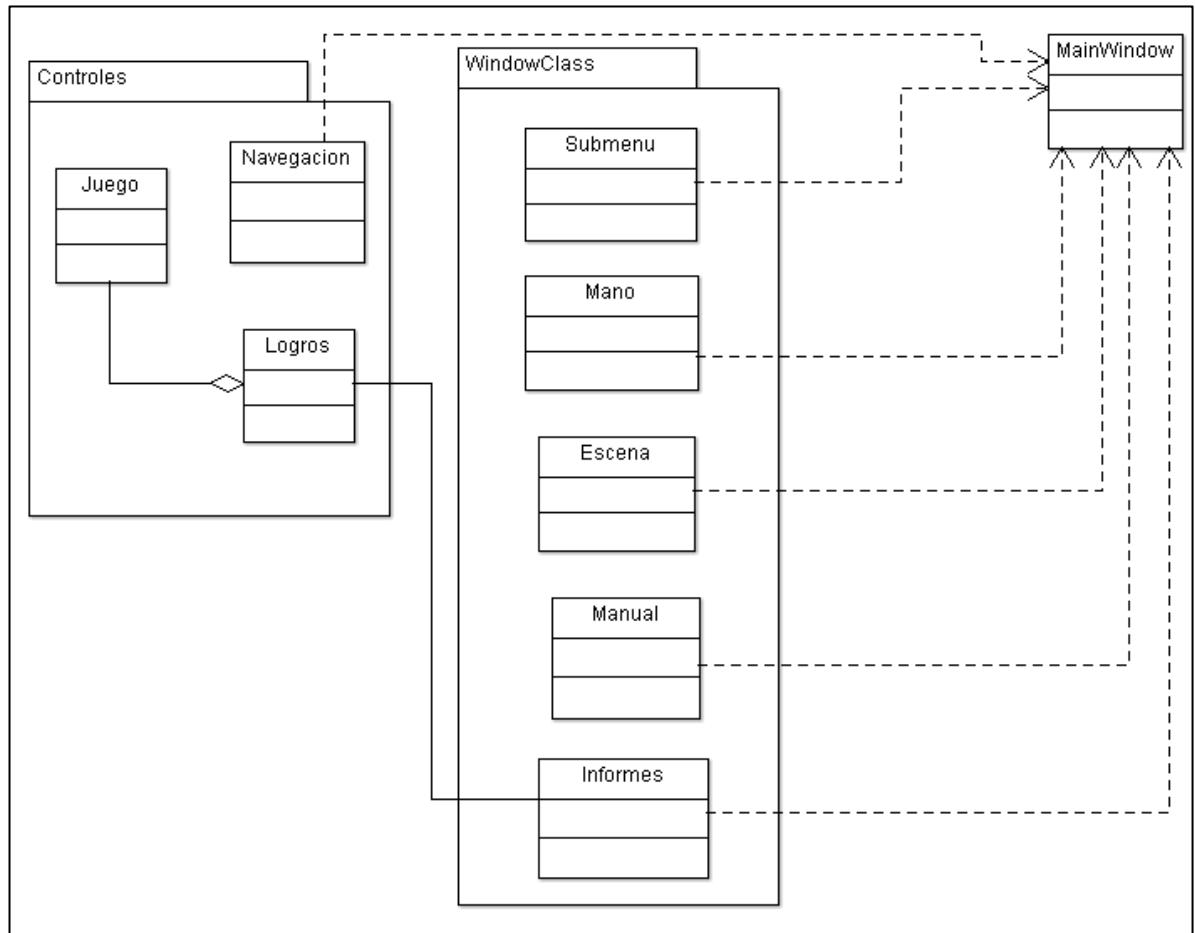 Controles
Navegacion
Juego
Logros
WindowClass
Submenu
Mano
Escena
Manual
Informes
MainWindow